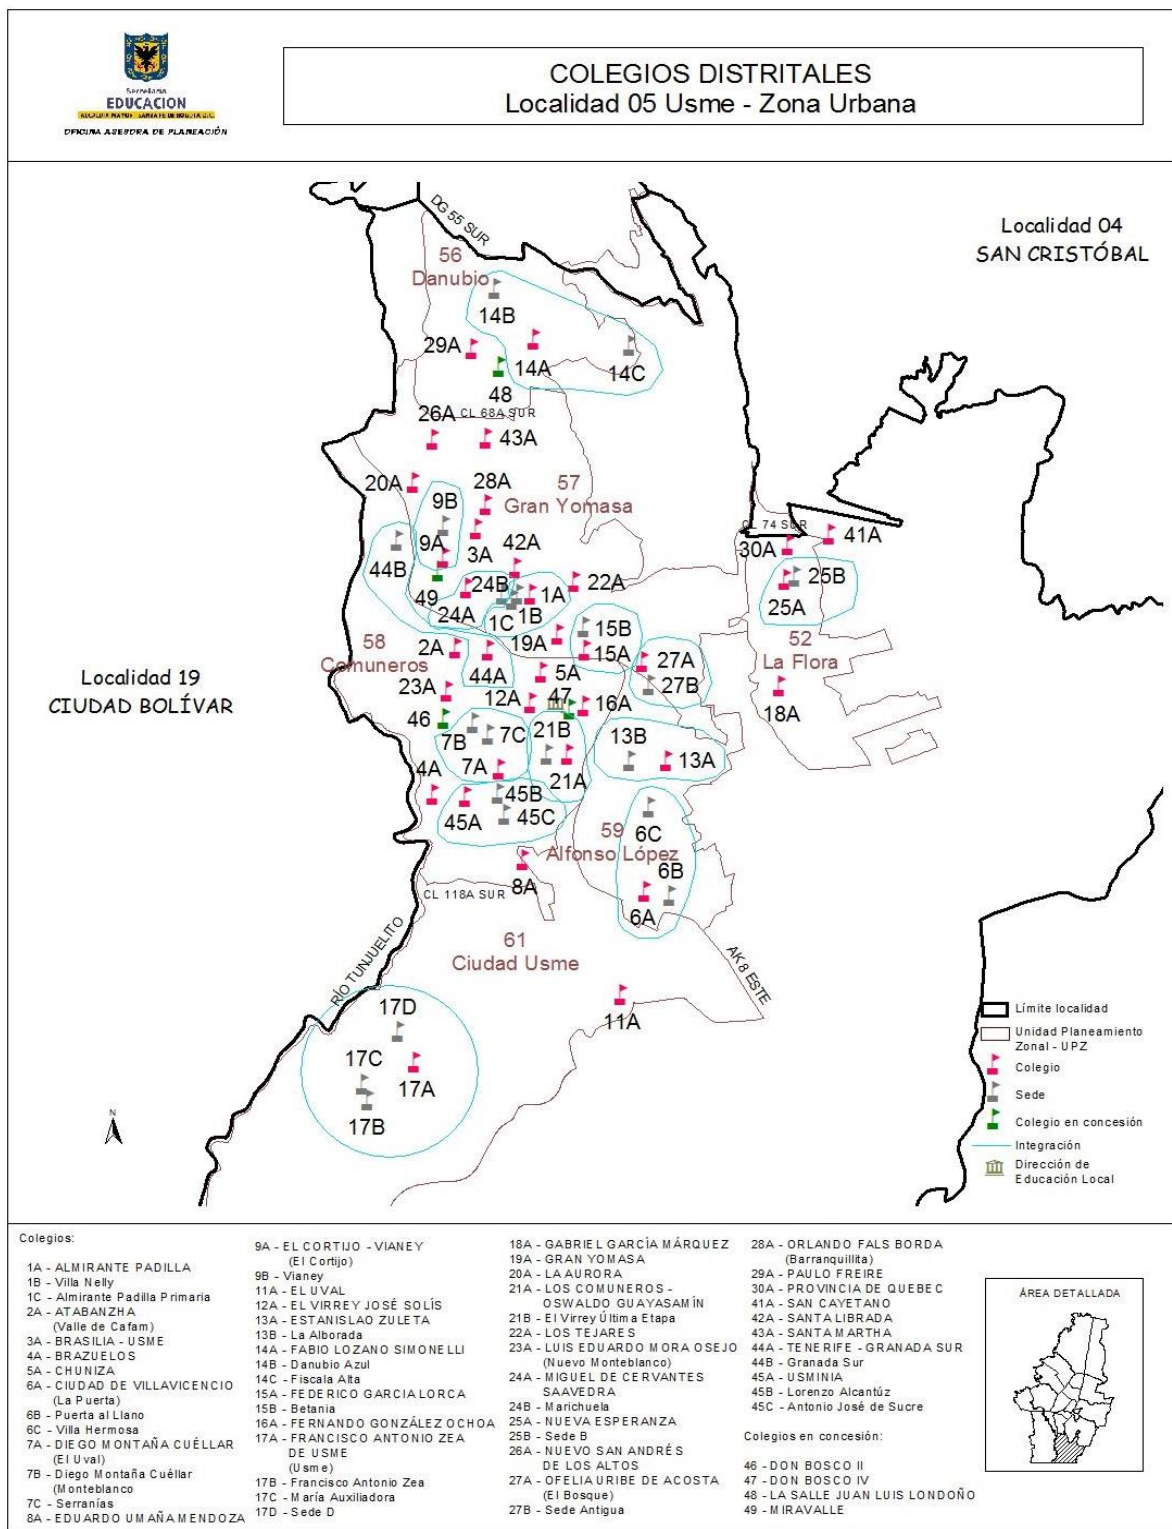 Secretaría
EDUCACION
ALCALDIA MAYOR SANTA FE DE BOGOTA D.C.
OFICINA ASESORA DE PLANEACIÓN
COLEGIOS DISTRITALES
Localidad 05 Usme - Zona Urbana
DG 55 SUR
Localidad 04
SAN CRISTÓBAL
56
Danubio
14B
29A
14A
14C
48
26A
CL 68A SUR
43A
20A
28A
57
Gran Yomasa
9B
CL 74 SUR
41A
9A
3A
42A
30A
44B
25B
49
24B
22A
25A
24A
1A
1B
1C
58
Comuneros
2A
19A
15B
15A
52
La Flora
44A
27A
Localidad 19
CIUDAD BOLÍVAR
23A
5A
27B
12A
47
16A
18A
46
7B
7C
21B
13B
4A
7A
21A
13A
45A
45B
45C
59
Alfonso López
6C
8A
6B
CL 118A SUR
6A
61
Ciudad Usme
RÍO TUNJUELITO
AK 8 ESTE
11A
17D
17C
17A
17B
N
Límite localidad
Unidad Planeamiento
Zonal - UPZ
Colegio
Sede
Colegio en concesión
Integración
Dirección de
Educación Local
Colegios:
1A - ALMIRANTE PADILLA
1B - Villa Nelly
1C - Almirante Padilla Primaria
2A - ATABANZHA
(Valle de Cafam)
3A - BRASILIA - USME
4A - BRAZUELOS
5A - CHUNIZA
6A - CIUDAD DE VILLAVICENCIO
(La Puerta)
6B - Puerta al Llano
6C - Villa Hermosa
7A - DIEGO MONTAÑA CUÉLLAR
(El Uval)
7B - Diego Montaña Cuéllar
(Monteblanco
7C - Serranías
8A - EDUARDO UMAÑA MENDOZA
9A - EL CORTIJO - VIANEY
(El Cortijo)
9B - Vianey
11A - EL UVAL
12A - EL VIRREY JOSÉ SOLÍS
13A - ESTANISLAO ZULETA
13B - La Alborada
14A - FABIO LOZANO SIMONELLI
14B - Danubio Azul
14C - Fiscala Alta
15A - FEDERICO GARCIA LORCA
15B - Betania
16A - FERNANDO GONZÁLEZ OCHOA
17A - FRANCISCO ANTONIO ZEA
DE USME
(Usme)
17B - Francisco Antonio Zea
17C - María Auxiliadora
17D - Sede D
18A - GABRIEL GARCÍA MÁRQUEZ
19A - GRAN YOMASA
20A - LA AURORA
21A - LOS COMUNEROS -
OSWALDO GUAYASAMÍN
21B - El Virrey Última Etapa
22A - LOS TEJARES
23A - LUIS EDUARDO MORA OSEJO
(Nuevo Monteblanco)
24A - MIGUEL DE CERVANTES
SAAVEDRA
24B - Marichuela
25A - NUEVA ESPERANZA
25B - Sede B
26A - NUEVO SAN ANDRÉS
DE LOS ALTOS
27A - OFELIA URIBE DE ACOSTA
(El Bosque)
27B - Sede Antigua
28A - ORLANDO FALS BORDA
(Barranquillita)
29A - PAULO FREIRE
30A - PROVINCIA DE QUEBEC
41A - SAN CAYETANO
42A - SANTA LIBRADA
43A - SANTA MARTHA
44A - TENERIFE - GRANADA SUR
44B - Granada Sur
45A - USMINIA
45B - Lorenzo Alcantúz
45C - Antonio José de Sucre
Colegios en concesión:
46 - DON BOSCO II
47 - DON BOSCO IV
48 - LA SALLE JUAN LUIS LONDOÑO
49 - MIRAVALLE
ÁREA DETALLADA